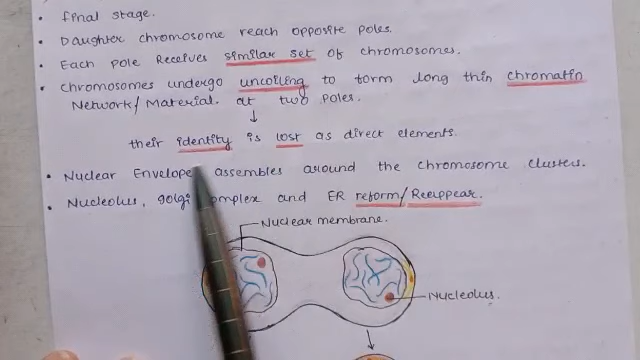 • final stage.
• Daughter chromosome reach opposite poles.
• Each pole Receives similar set of chromosomes.
• Chromosomes undergo uncoiling to form long thin chromatin
Network/Material. at two poles.
↓
their identity is lost as direct elements.
• Nuclear Envelope assembles around the chromosome clusters.
• Nucleolus, golgi complex and ER reform/Reeappear.
Nuclear membrane.
Nucleolus.